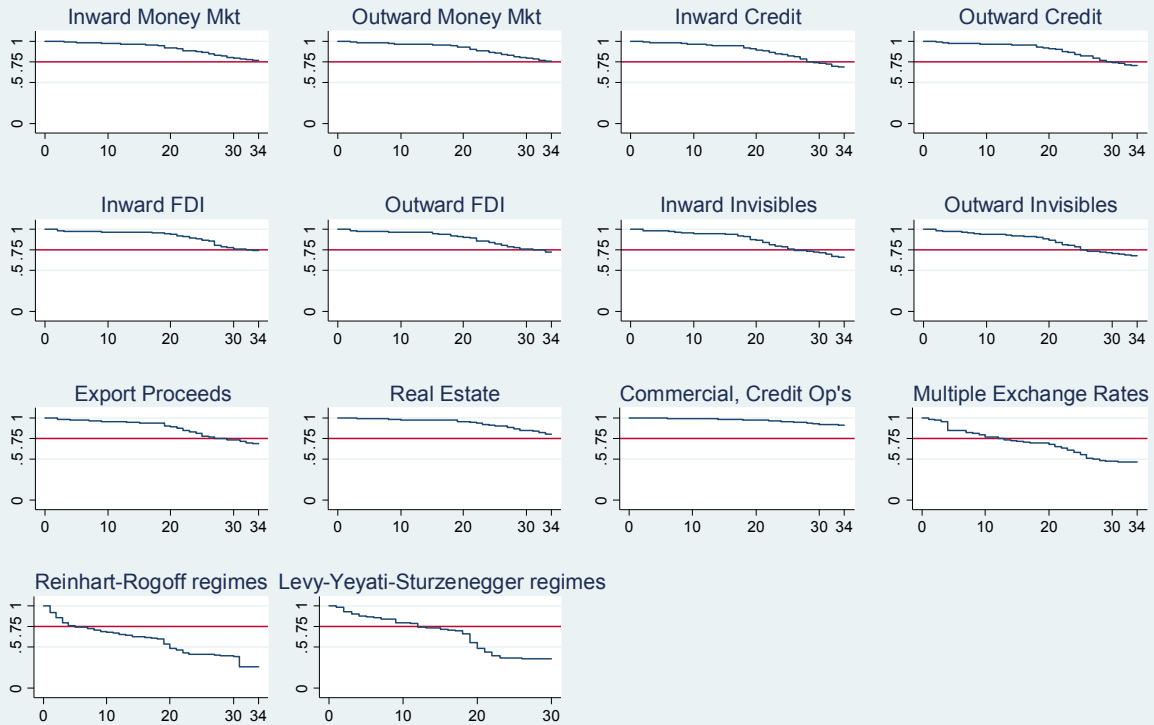 Inward Money Mkt
0 .5 .75 1
0 10 20 30 34
Outward Money Mkt
0 .5 .75 1
0 10 20 30 34
Inward Credit
0 .5 .75 1
0 10 20 30 34
Outward Credit
0 .5 .75 1
0 10 20 30 34
Inward FDI
0 .5 .75 1
0 10 20 30 34
Outward FDI
0 .5 .75 1
0 10 20 30 34
Inward Invisibles
0 .5 .75 1
0 10 20 30 34
Outward Invisibles
0 .5 .75 1
0 10 20 30 34
Export Proceeds
0 .5 .75 1
0 10 20 30 34
Real Estate
0 .5 .75 1
0 10 20 30 34
Commercial, Credit Op's
0 .5 .75 1
0 10 20 30 34
Multiple Exchange Rates
0 .5 .75 1
0 10 20 30 34
Reinhart-Rogoff regimes
0 .5 .75 1
0 10 20 30 34
Levy-Yeyati-Sturzenegger regimes
0 .5 .75 1
0 10 20 30